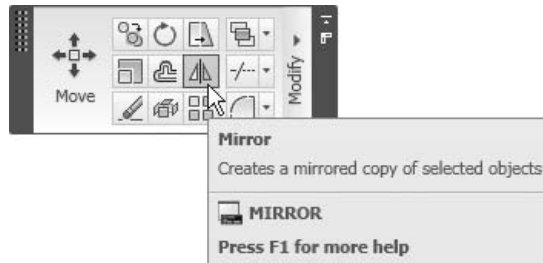 Move
Modify
Mirror
Creates a mirrored copy of selected objects
MIRROR
Press F1 for more help